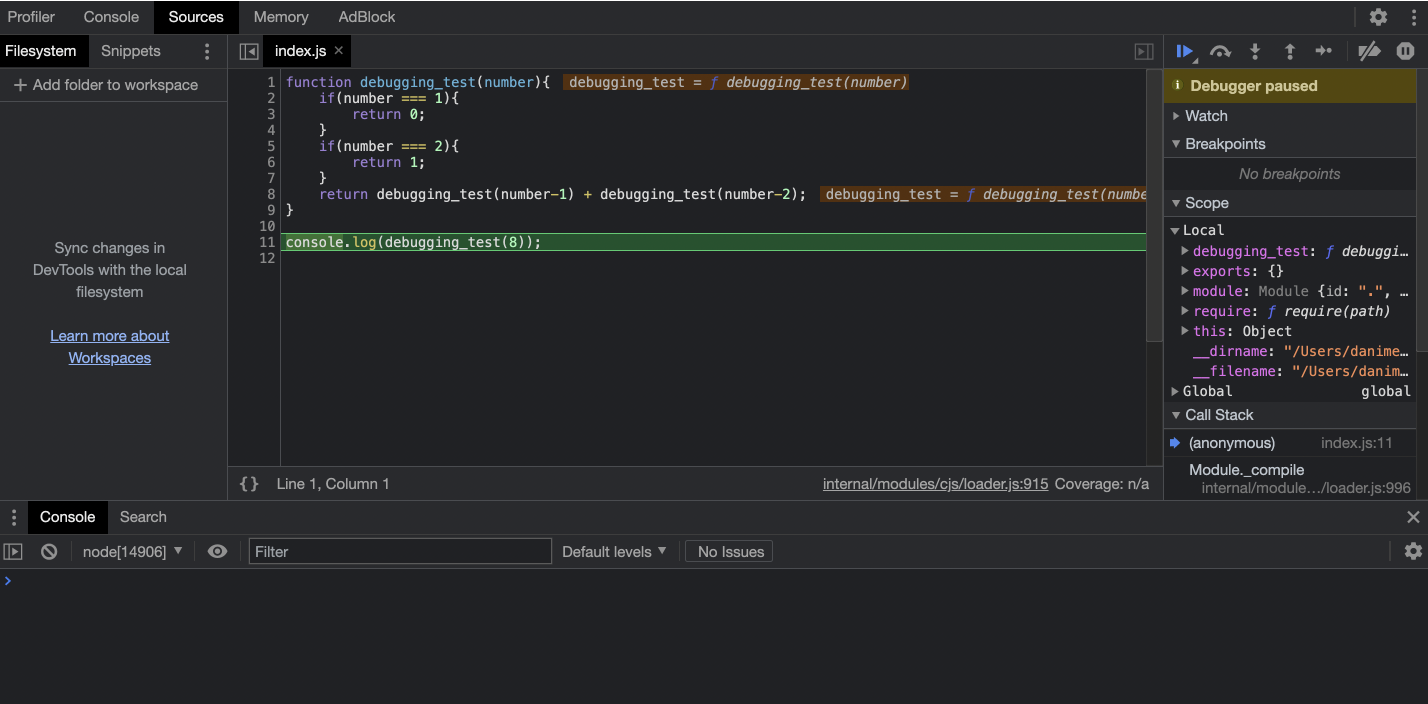 Profiler Console Sources Memory AdBlock
Filesystem Snippets
index.js ×
+ Add folder to workspace
Sync changes in
DevTools with the local
filesystem
Learn more about
Workspaces
1 function debugging_test(number){ debugging_test = ƒ debugging_test(number)
2 if(number === 1){
3 return 0;
4 }
5 if(number === 2){
6 return 1;
7 }
8 return debugging_test(number-1) + debugging_test(number-2); debugging_test = ƒ debugging_test(numbe
9 }
10
11 console.log(debugging_test(8));
12
{} Line 1, Column 1 internal/modules/cjs/loader.js:915 Coverage: n/a
Debugger paused
Watch
Breakpoints
No breakpoints
Scope
Local
debugging_test: ƒ debuggi…
exports: {}
module: Module {id: ".", …
require: ƒ require(path)
this: Object
__dirname: "/Users/danime…
__filename: "/Users/danim…
Global global
Call Stack
(anonymous) index.js:11
Module._compile
internal/module…/loader.js:996
Console Search
node[14906] Filter Default levels No Issues